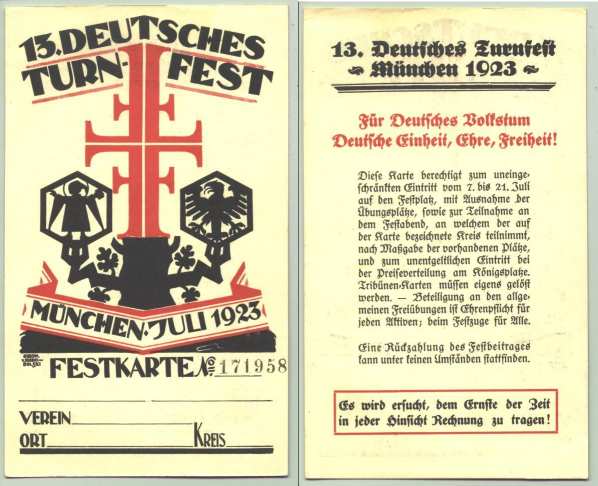 13. DEUTSCHES
TURN-FEST
MÜNCHEN · JULI 1923
FESTKARTE No 171958
VEREIN
ORT KREIS
13. Deutsches Turnfest
München 1923
Für Deutsches Volkstum
Deutsche Einheit, Ehre, Freiheit!
Diese Karte berechtigt zum uneinge-
schränkten Eintritt vom 7. bis 21. Juli
auf den Festplatz, mit Ausnahme der
Übungsplätze, sowie zur Teilnahme an
dem Festabend, an welchem der auf
der Karte bezeichnete Kreis teilnimmt,
nach Maßgabe der vorhandenen Plätze,
und zum unentgeltlichen Eintritt bei
der Preiseverteilung am Königsplatze.
Tribünen-Karten müssen eigens gelöst
werden. — Beteiligung an den allge-
meinen Freiübungen ist Ehrenpflicht für
jeden Aktiven; beim Festzuge für Alle.
Eine Rückzahlung des Festbeitrages
kann unter keinen Umständen stattfinden.
Es wird ersucht, dem Ernste der Zeit
in jeder Hinsicht Rechnung zu tragen!